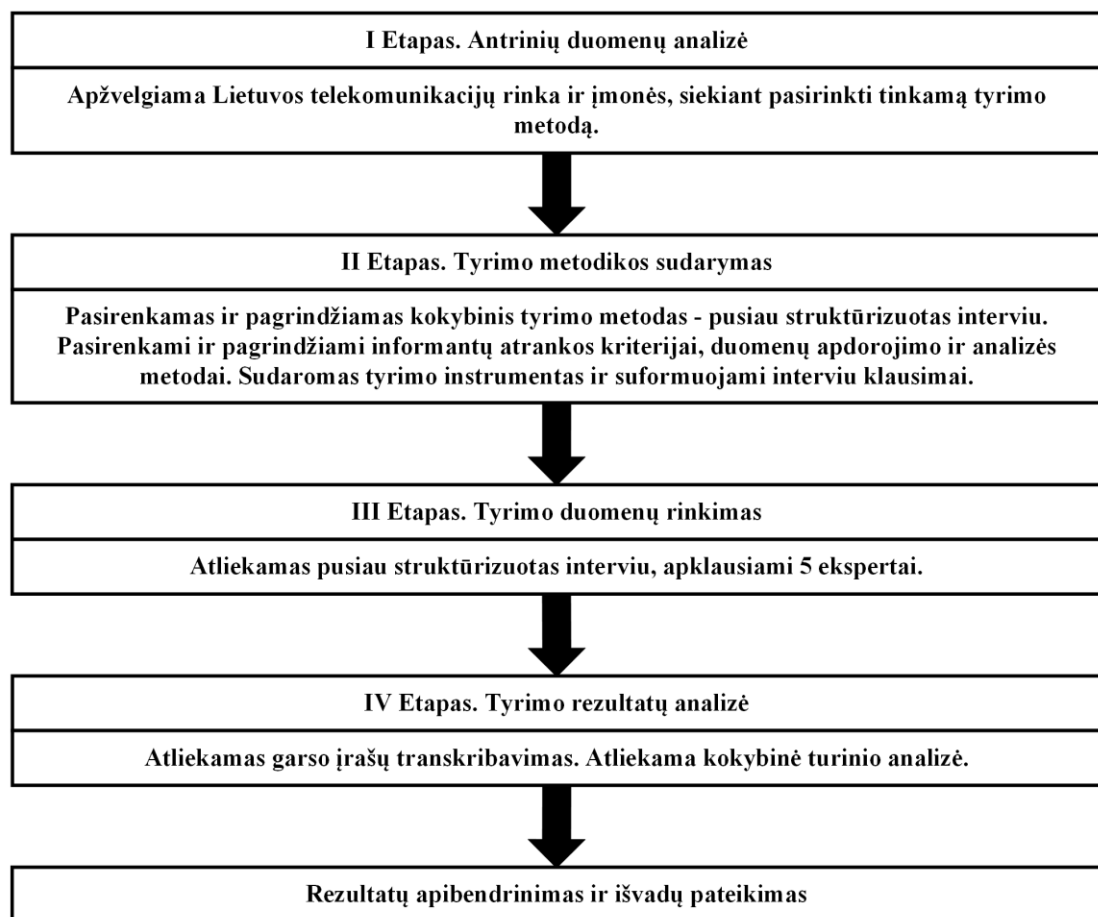 I Etapas. Antrinių duomenų analizė
Apžvelgiama Lietuvos telekomunikacijų rinka ir įmonės, siekiant pasirinkti tinkamą tyrimo
metodą.
II Etapas. Tyrimo metodikos sudarymas
Pasirenkamas ir pagrindžiamas kokybinis tyrimo metodas - pusiau struktūrizuotas interviu.
Pasirenkami ir pagrindžiami informantų atrankos kriterijai, duomenų apdorojimo ir analizės
metodai. Sudaromas tyrimo instrumentas ir suformuojami interviu klausimai.
III Etapas. Tyrimo duomenų rinkimas
Atliekamas pusiau struktūrizuotas interviu, apklausiami 5 ekspertai.
IV Etapas. Tyrimo rezultatų analizė
Atliekamas garso įrašų transkribavimas. Atliekama kokybinė turinio analizė.
Rezultatų apibendrinimas ir išvadų pateikimas